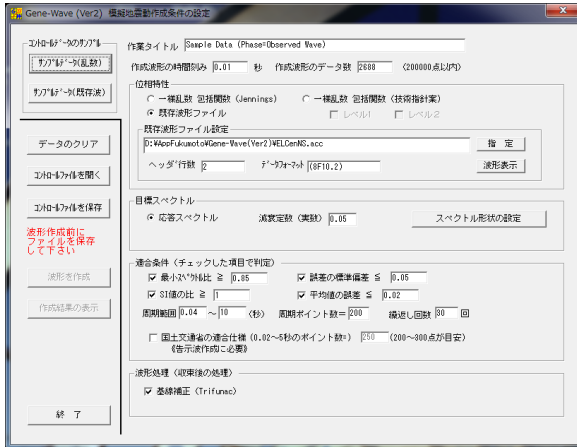 Gene-Wave (Ver2) 模擬地震動作成条件の設定
コントロールデータのサンプル
サンプルデータ(乱数)
サンプルデータ(既存波)
データのクリア
コントロールファイルを開く
コントロールファイルを保存
波形作成前に
ファイルを保存
して下さい
波形を作成
作成結果の表示
終 了
作業タイトル Sample Data (Phase=Observed Wave)
作成波形の時間刻み 0.01 秒 作成波形のデータ数 2688 (200000点以内)
位相特性
一様乱数 包絡関数 (Jennings) 一様乱数 包絡関数 (技術指針案)
既存波形ファイル レベル1 レベル2
既存波形ファイル設定
D:¥AppFukumoto¥Gene-Wave(Ver2)¥ELCenNS.acc 指 定
ヘッダ行数 2 データフォーマット (8F10.2) 波形表示
目標スペクトル
応答スペクトル 減衰定数 (実数) 0.05 スペクトル形状の設定
適合条件 (チェックした項目で判定)
最小スペクトル比 ≧ 0.85 誤差の標準偏差 ≦ 0.05
SI値の比 ≧ 1 平均値の誤差 ≦ 0.02
周期範囲 0.04 ～ 10 (秒) 周期ポイント数= 200 繰返し回数 30 回
国土交通省の適合仕様 (0.02～5秒のポイント数=) 250 (200～300点が目安)
《告示波作成に必要》
波形処理 (収束後の処理)
基線補正 (Trifunac)